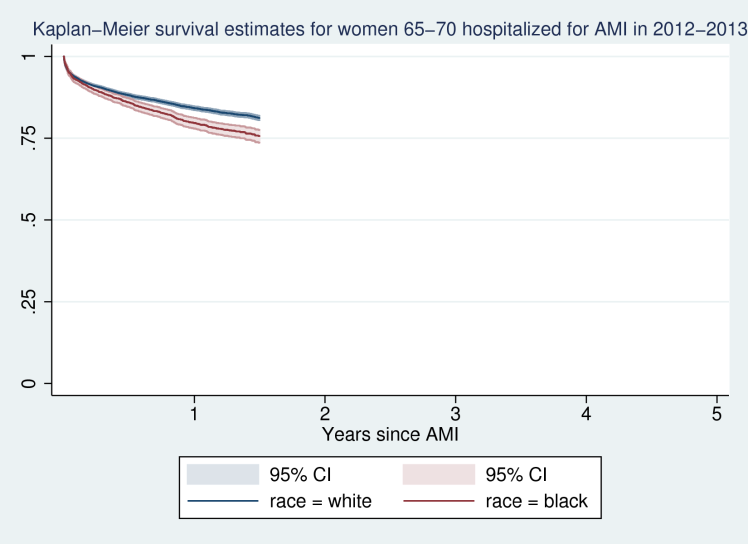 Kaplan−Meier survival estimates for women 65−70 hospitalized for AMI in 2012−2013
1
.75
.5
.25
0
1 2 3 4 5
Years since AMI
95% CI 95% CI
race = white race = black